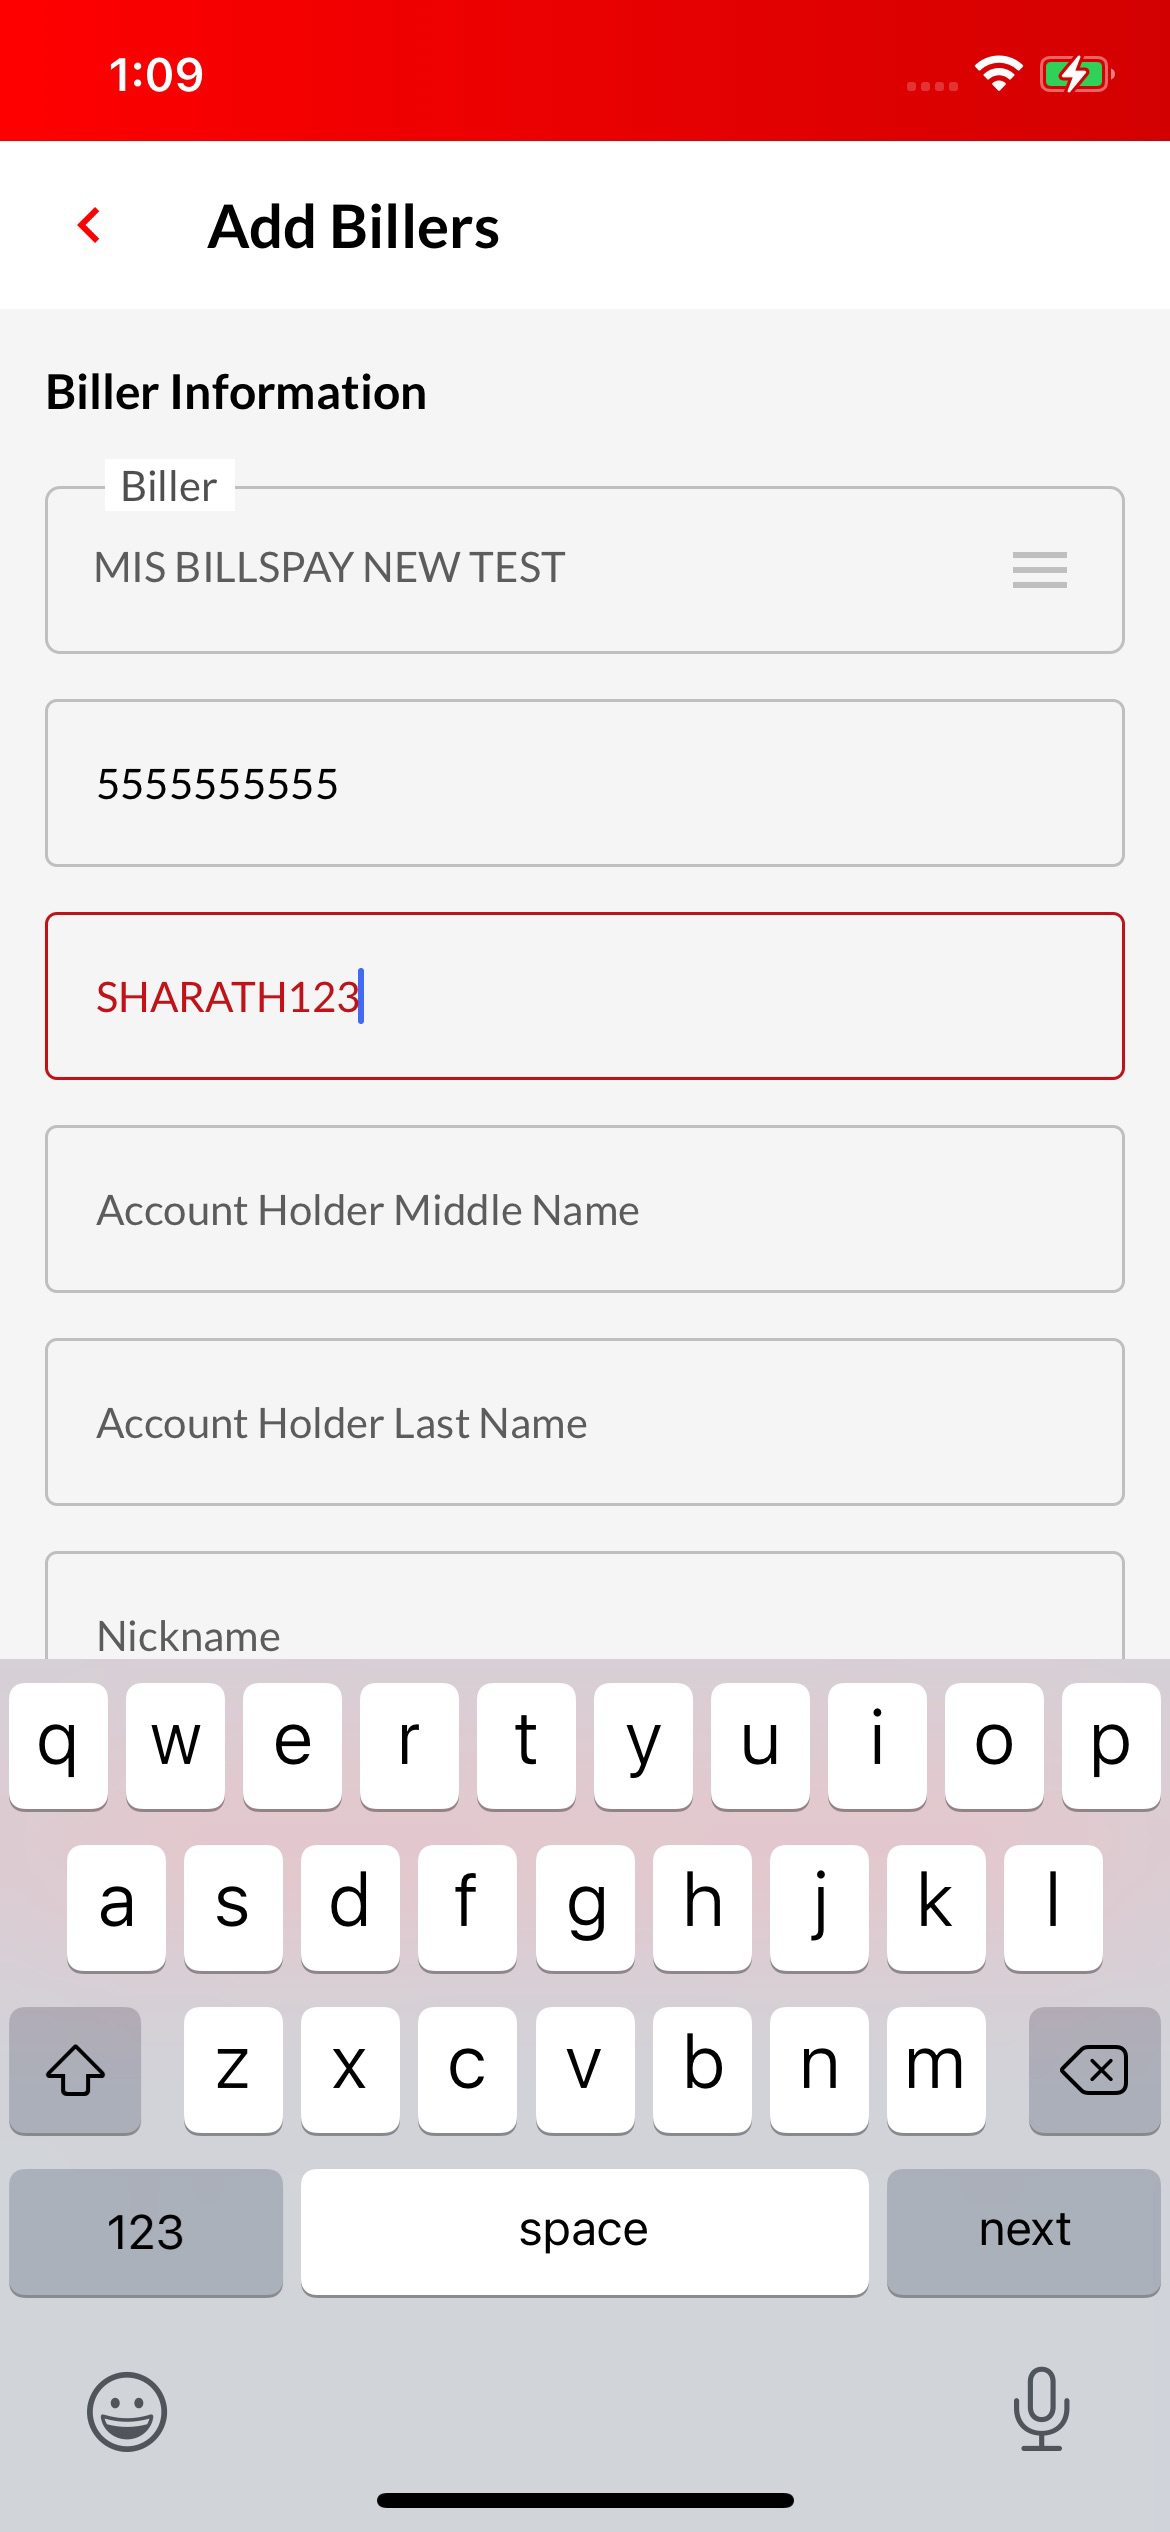 1:09
Add Billers
Biller Information
Biller
MIS BILLSPAY NEW TEST
5555555555
SHARATH123
Account Holder Middle Name
Account Holder Last Name
Nickname
q w e r t y u i o p
a s d f g h j k l
z x c v b n m
123 space next